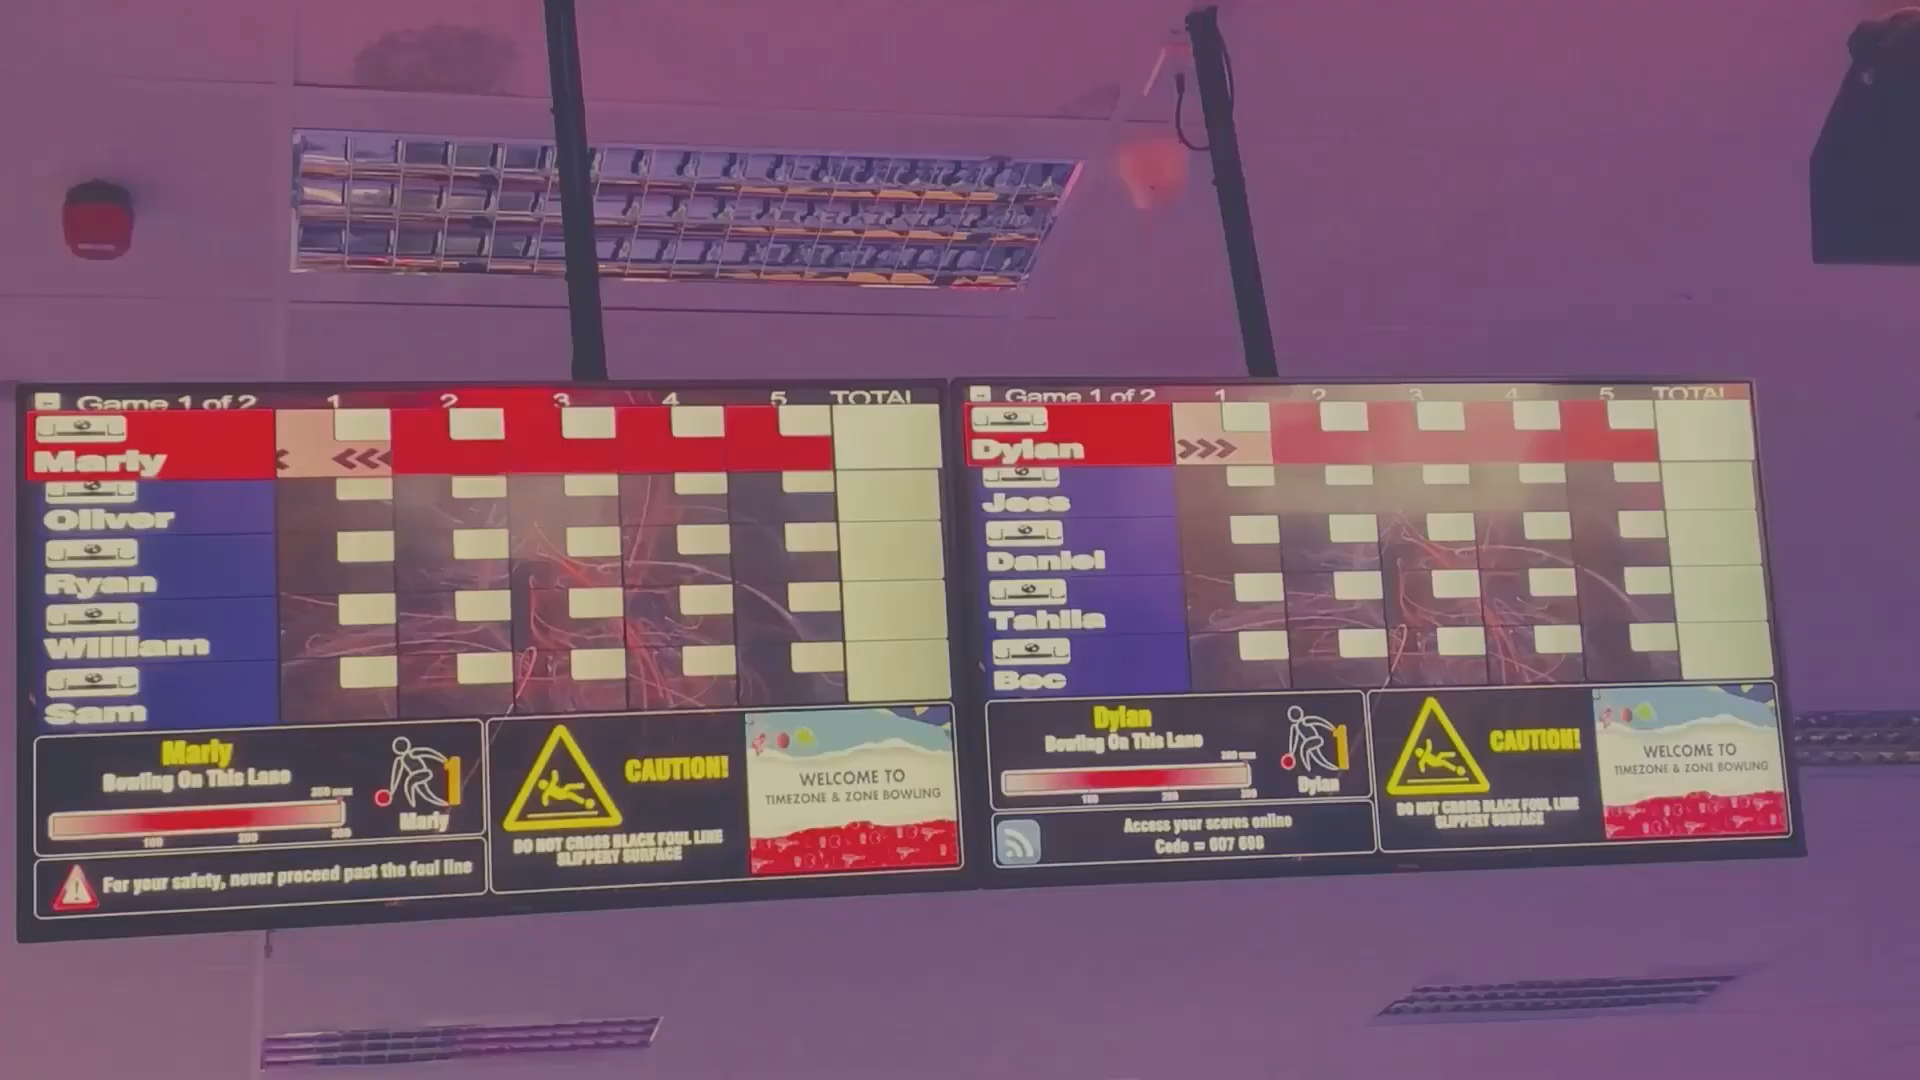 Game 1 of 2 1 2 3 4 5 TOTAL
Marly
Oliver
Ryan
William
Sam
Marly
Bowling On This Lane
350 max
100 200 300
1
Marly
For your safety, never proceed past the foul line
CAUTION!
DO NOT CROSS BLACK FOUL LINE
SLIPPERY SURFACE
WELCOME TO
TIMEZONE & ZONE BOWLING
Game 1 of 2 1 2 3 4 5 TOTAL
Dylan
Jess
Daniel
Tahlia
Bec
Dylan
Bowling On This Lane
100 200 300
1
Dylan
Access your scores online
CAUTION!
DO NOT CROSS BLACK FOUL LINE
SLIPPERY SURFACE
WELCOME TO
TIMEZONE & ZONE BOWLING